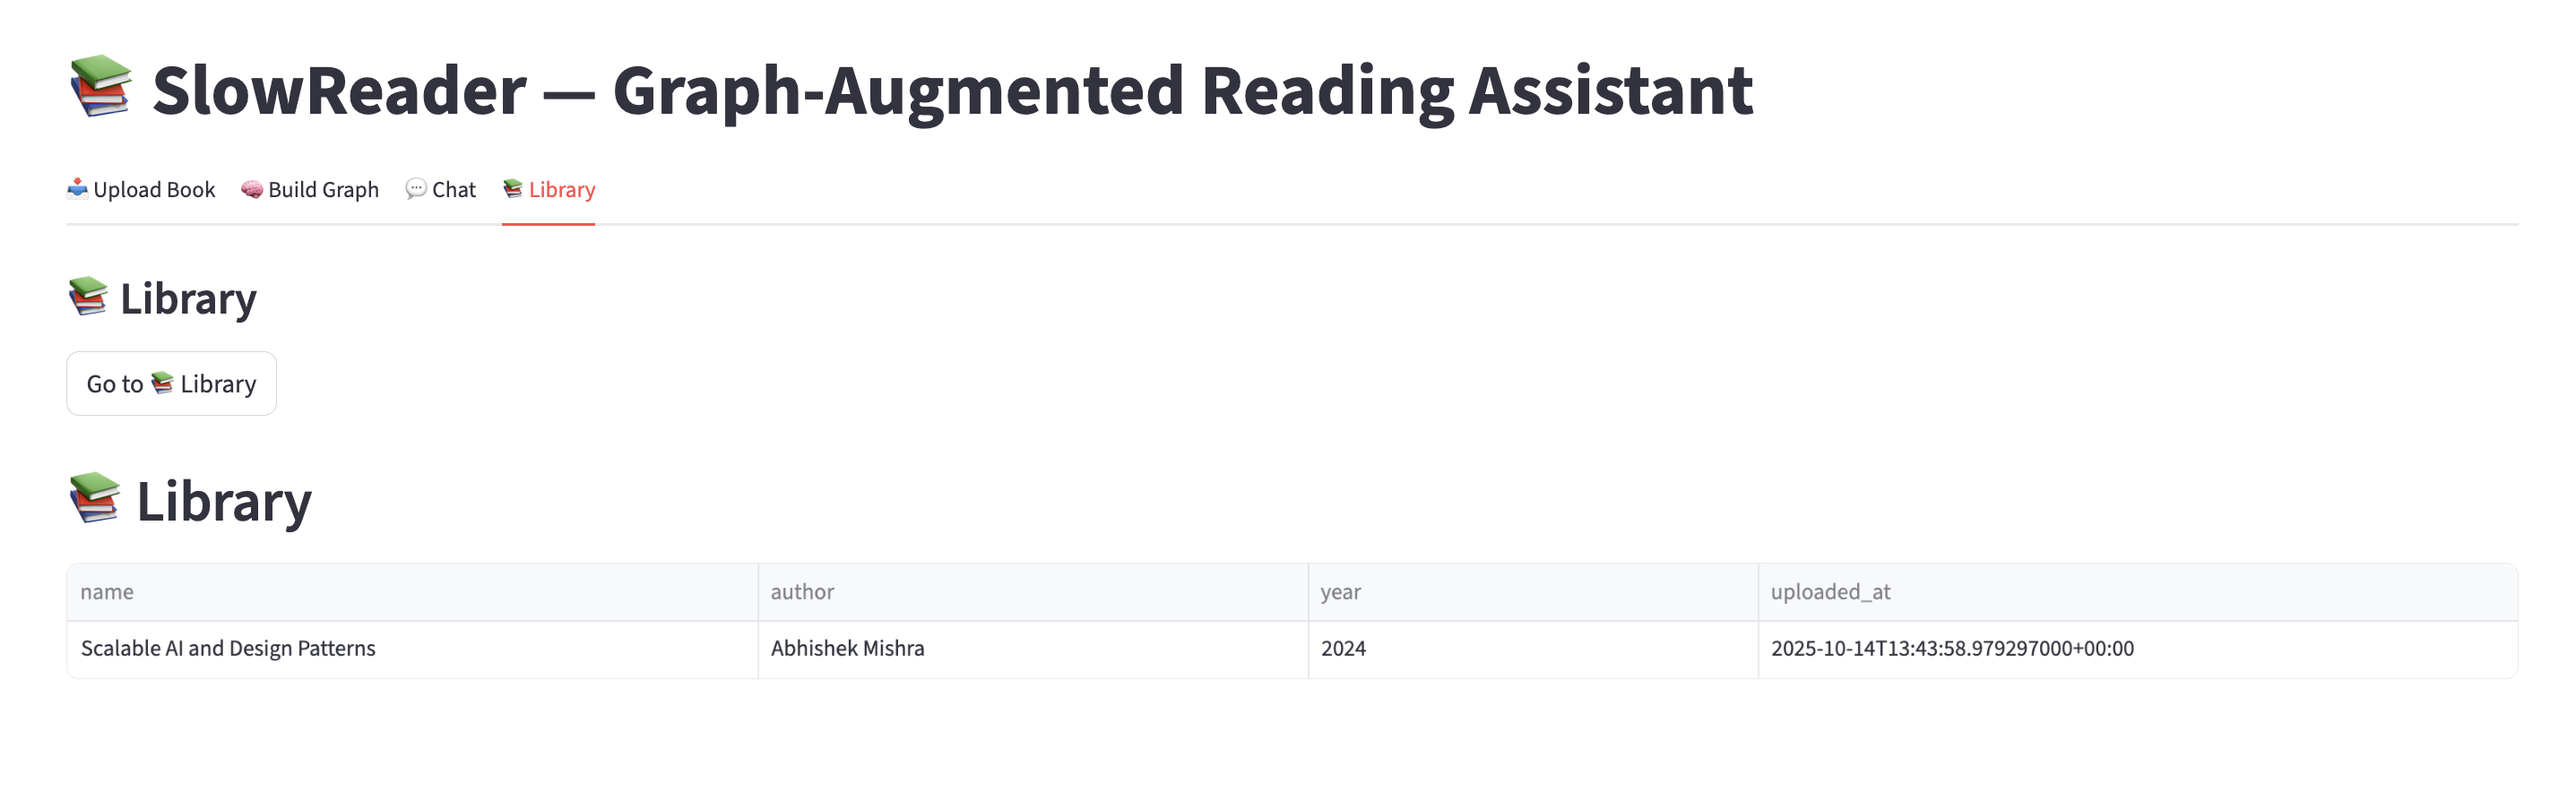 📚 SlowReader — Graph-Augmented Reading Assistant
📥 Upload Book 🧠 Build Graph 💬 Chat 📚 Library
📚 Library
Go to 📚 Library
📚 Library
name author year uploaded_at
Scalable AI and Design Patterns Abhishek Mishra 2024 2025-10-14T13:43:58.979297000+00:00